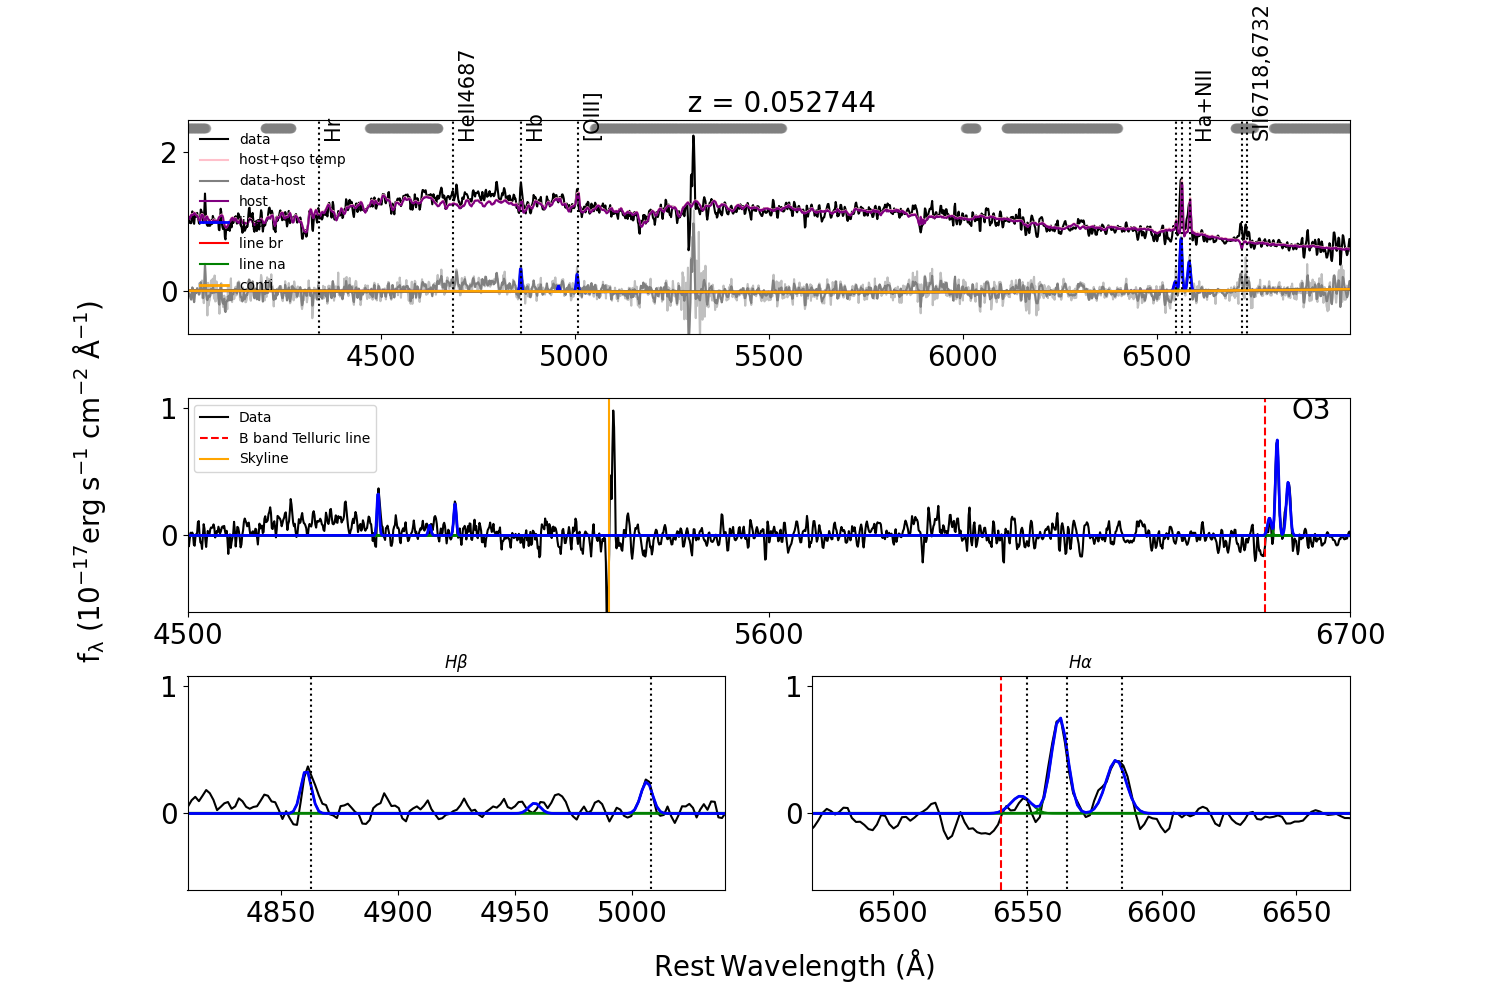 z = 0.052744
Hr
HeII4687
Hb
[OIII]
Ha+NII
SII6718,6732
data
host+qso temp
data-host
host
line br
line na
conti
2
0
4500 5000 5500 6000 6500
Data
B band Telluric line
Skyline
O3
1
0
4500 5600 6700
fλ (10⁻¹⁷erg s⁻¹ cm⁻² Å⁻¹)
Hβ
Hα
1
0
4850 4900 4950 5000
1
0
6500 6550 6600 6650
Rest Wavelength (Å)